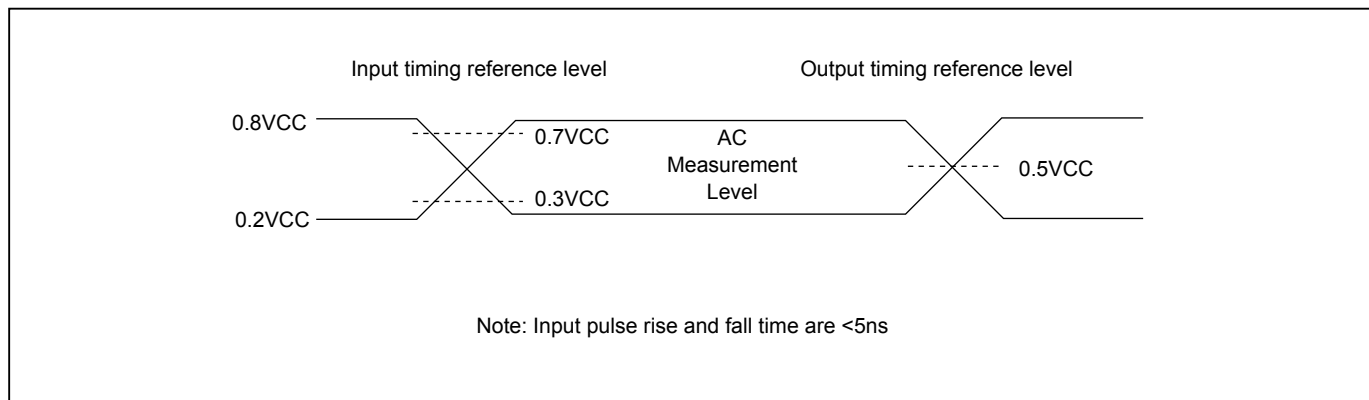 Input timing reference level
Output timing reference level
0.8VCC
0.7VCC
AC
Measurement
Level
0.5VCC
0.3VCC
0.2VCC
Note: Input pulse rise and fall time are <5ns